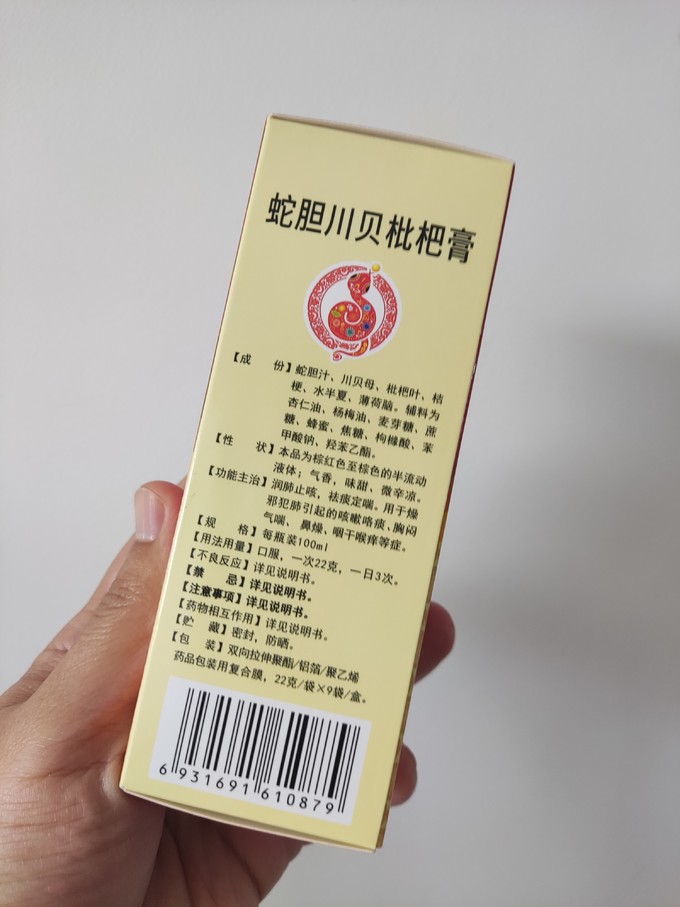 蛇胆川贝枇杷膏
【成 份】蛇胆汁、川贝母、枇杷叶、桔
梗、水半夏、薄荷脑。辅料为
杏仁油、杨梅油、麦芽糖、蔗
糖、蜂蜜、焦糖、枸橼酸、苯
甲酸钠、羟苯乙酯。
【性 状】本品为棕红色至棕色的半流动
液体；气香，味甜、微辛凉。
【功能主治】润肺止咳，祛痰定喘。用于燥
邪犯肺引起的咳嗽咯痰、胸闷
气喘、鼻燥、咽干喉痒等症。
【规 格】每瓶装100ml
【用法用量】口服，一次22克，一日3次。
【不良反应】详见说明书。
【禁 忌】详见说明书。
【注意事项】详见说明书。
【药物相互作用】详见说明书。
【贮 藏】密封，防晒。
【包 装】双向拉伸聚酯/铝箔/聚乙烯
药品包装用复合膜，22克/袋×9袋/盒。
6 931691 610879